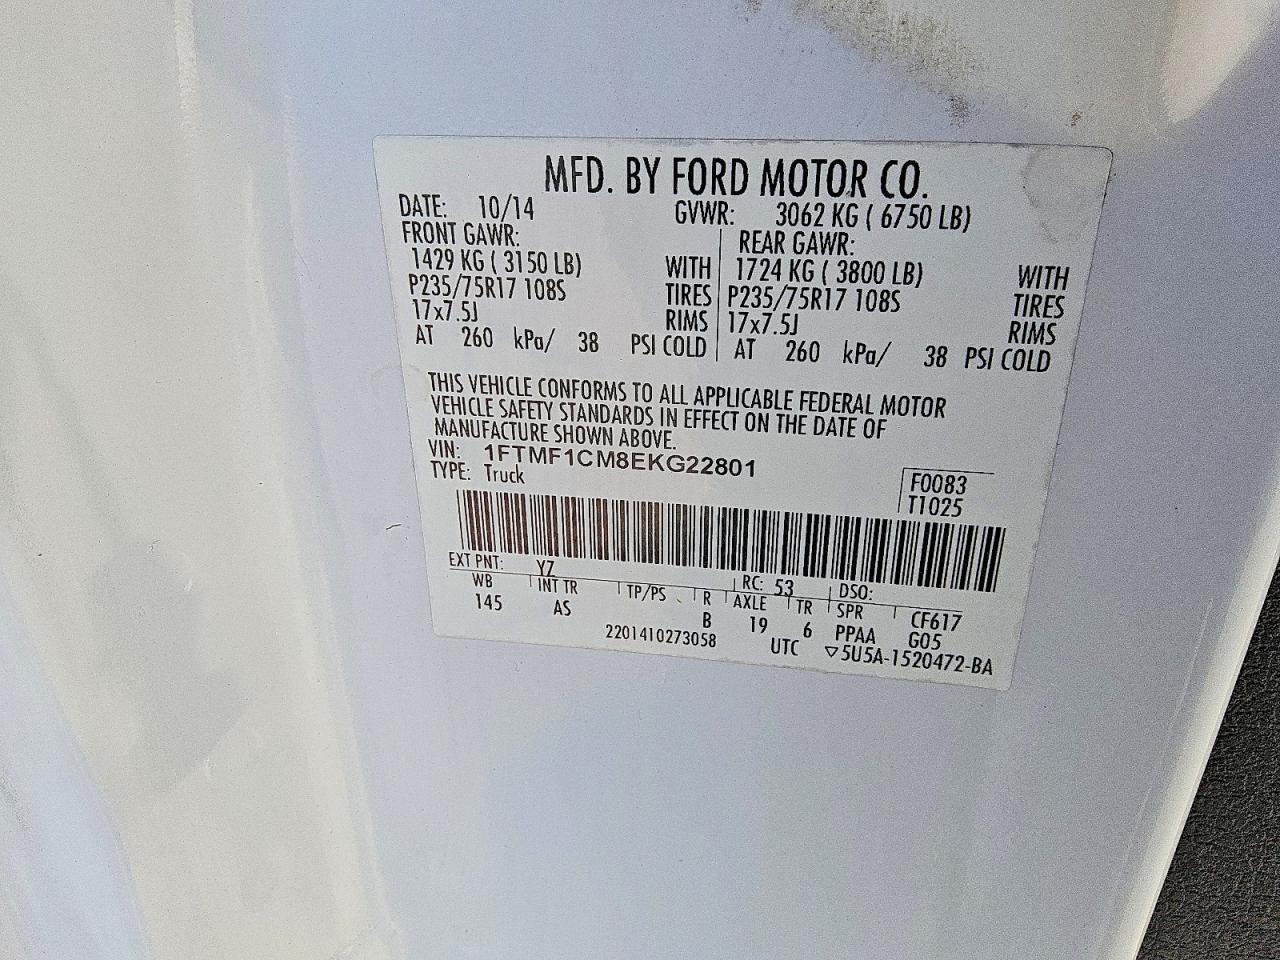 MFD. BY FORD MOTOR CO.
DATE: 10/14 GVWR: 3062 KG ( 6750 LB)
FRONT GAWR: REAR GAWR:
1429 KG ( 3150 LB) WITH 1724 KG ( 3800 LB) WITH
P235/75R17 108S TIRES P235/75R17 108S TIRES
17x7.5J RIMS 17x7.5J RIMS
AT 260 kPa/ 38 PSI COLD AT 260 kPa/ 38 PSI COLD
THIS VEHICLE CONFORMS TO ALL APPLICABLE FEDERAL MOTOR
VEHICLE SAFETY STANDARDS IN EFFECT ON THE DATE OF
MANUFACTURE SHOWN ABOVE.
VIN: 1FTMF1CM8EKG22801
TYPE: Truck
F0083
T1025
EXT PNT: YZ RC: 53 DSO:
WB INT TR TP/PS R AXLE TR SPR CF617
145 AS B 19 6 PPAA G05
2201410273058 UTC ▽5U5A-1520472-BA